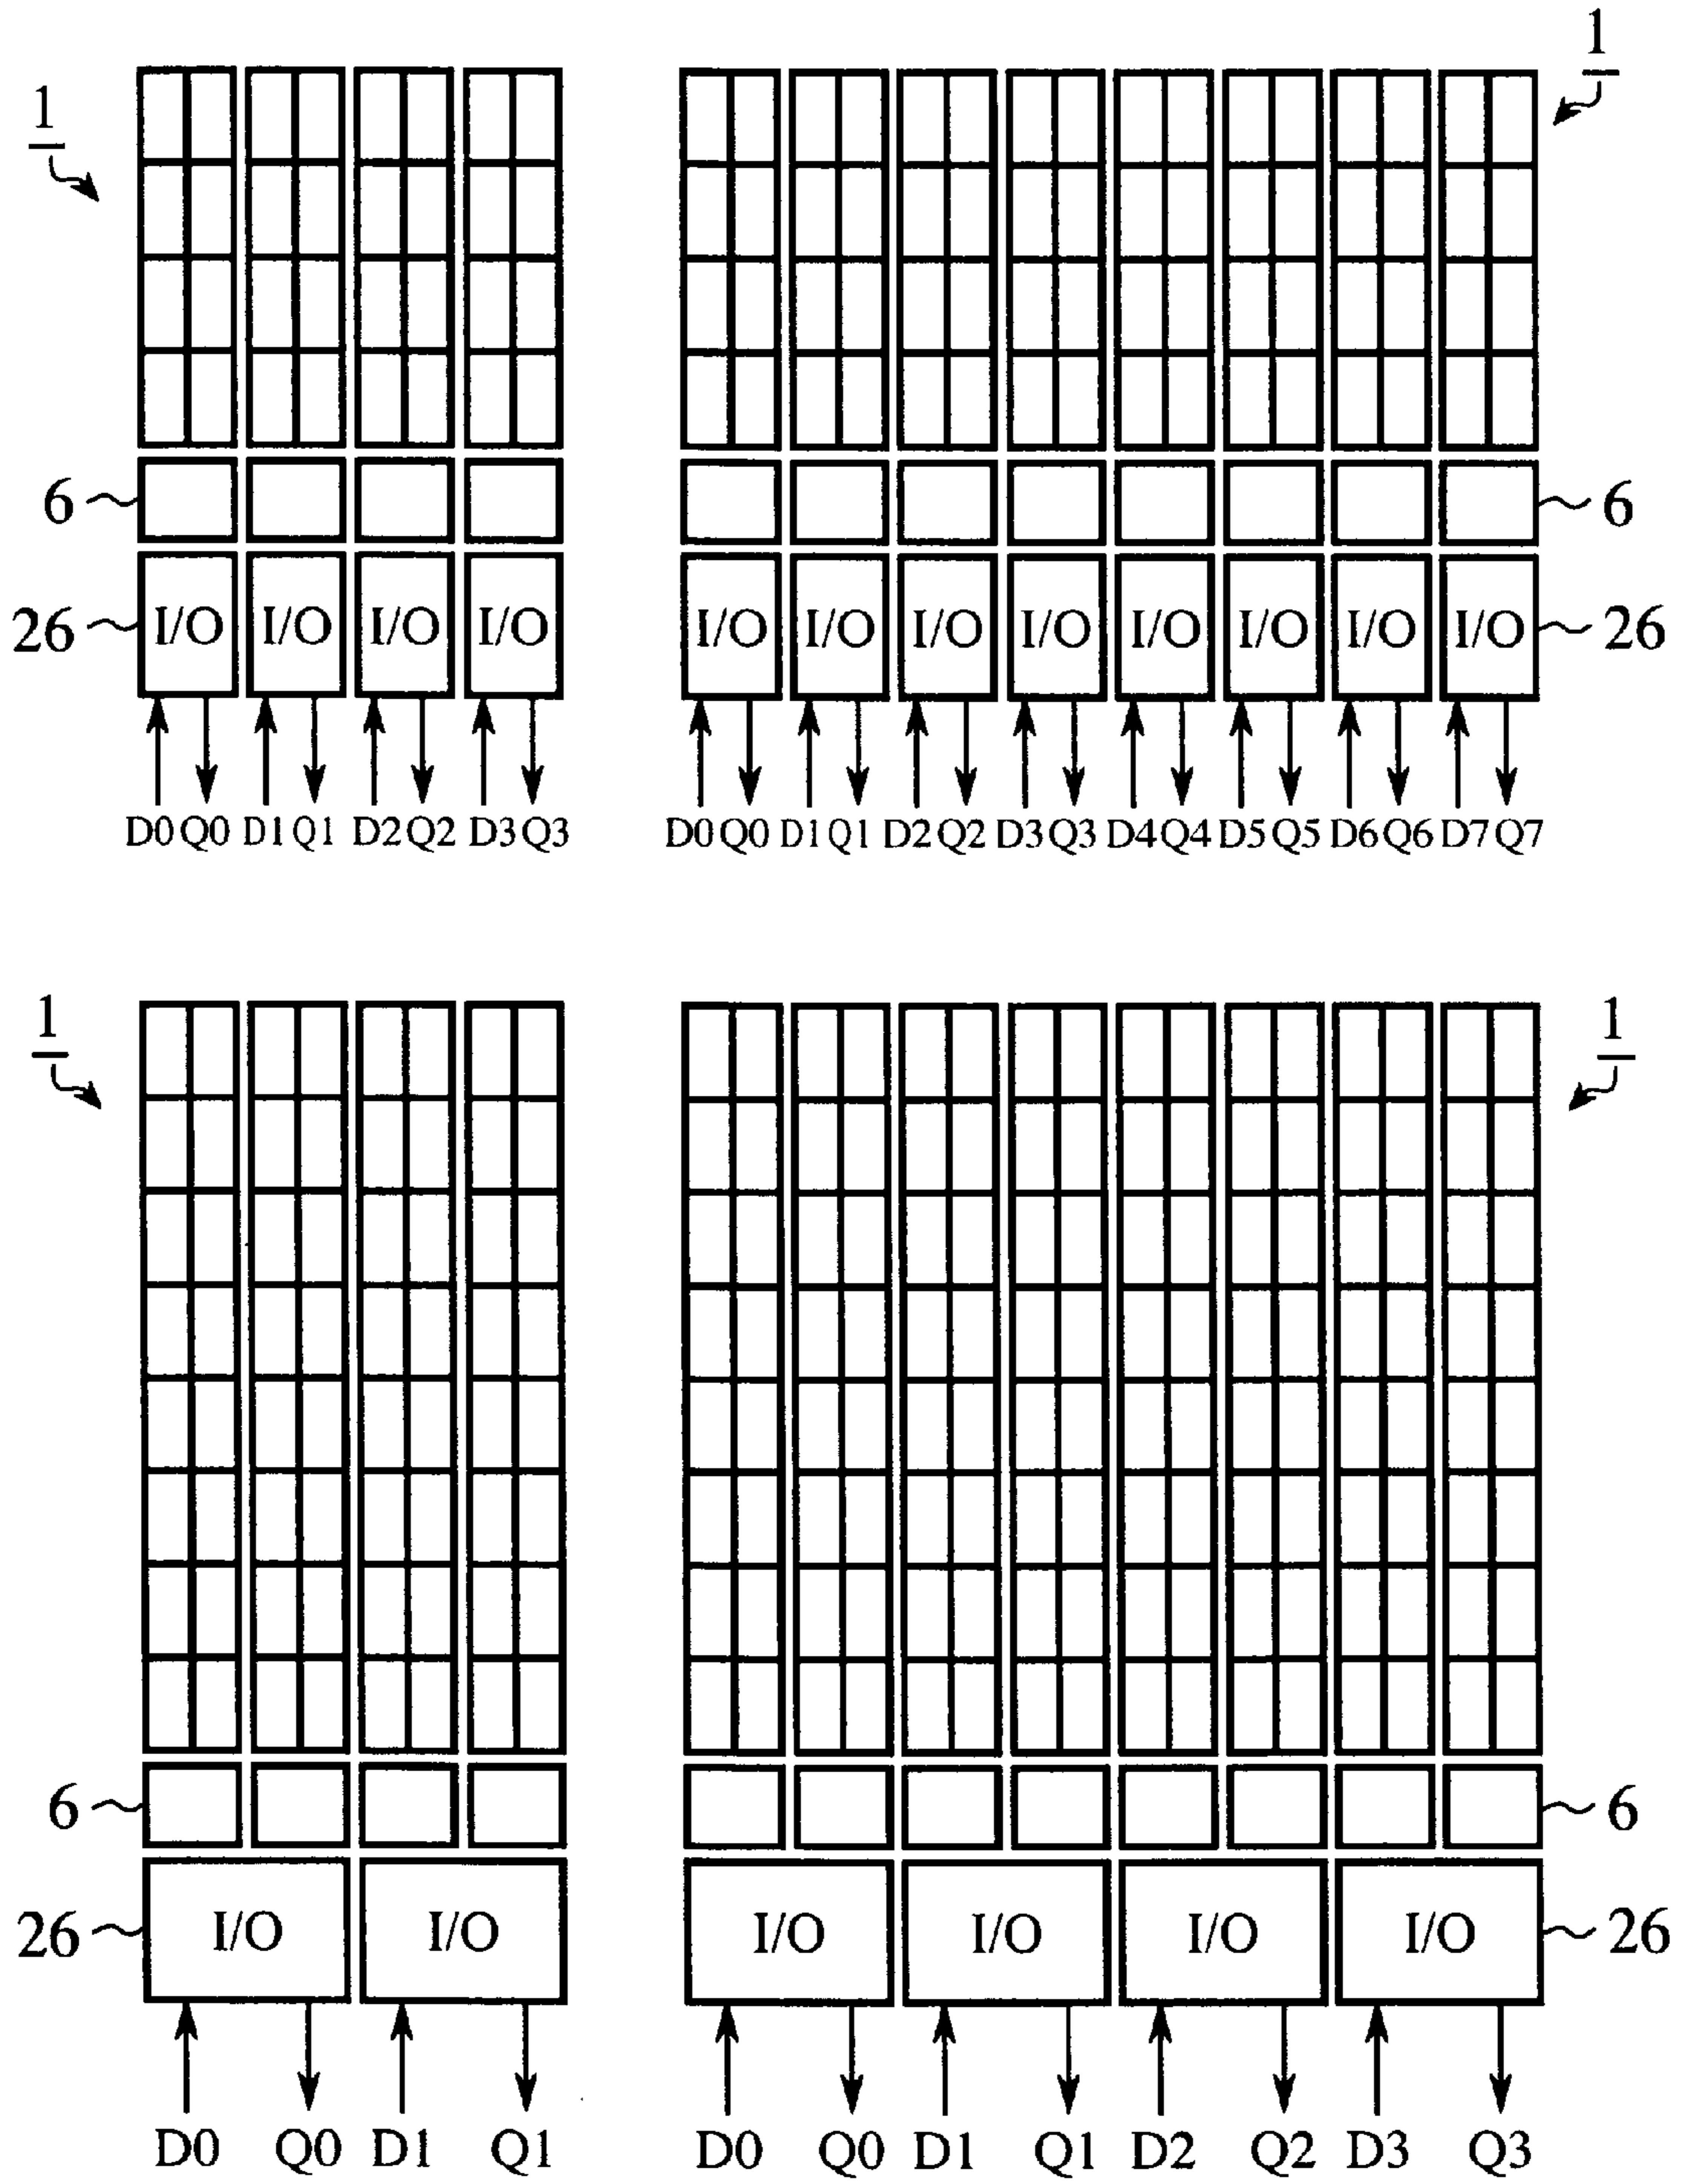 1
1
6
6
26
I/O I/O I/O I/O
I/O I/O I/O I/O I/O I/O I/O I/O
26
D0 Q0 D1 Q1 D2 Q2 D3 Q3
D0 Q0 D1 Q1 D2 Q2 D3 Q3 D4 Q4 D5 Q5 D6 Q6 D7 Q7
1
1
6
6
26
I/O I/O
I/O I/O I/O I/O
26
D0 Q0 D1 Q1
D0 Q0 D1 Q1 D2 Q2 D3 Q3